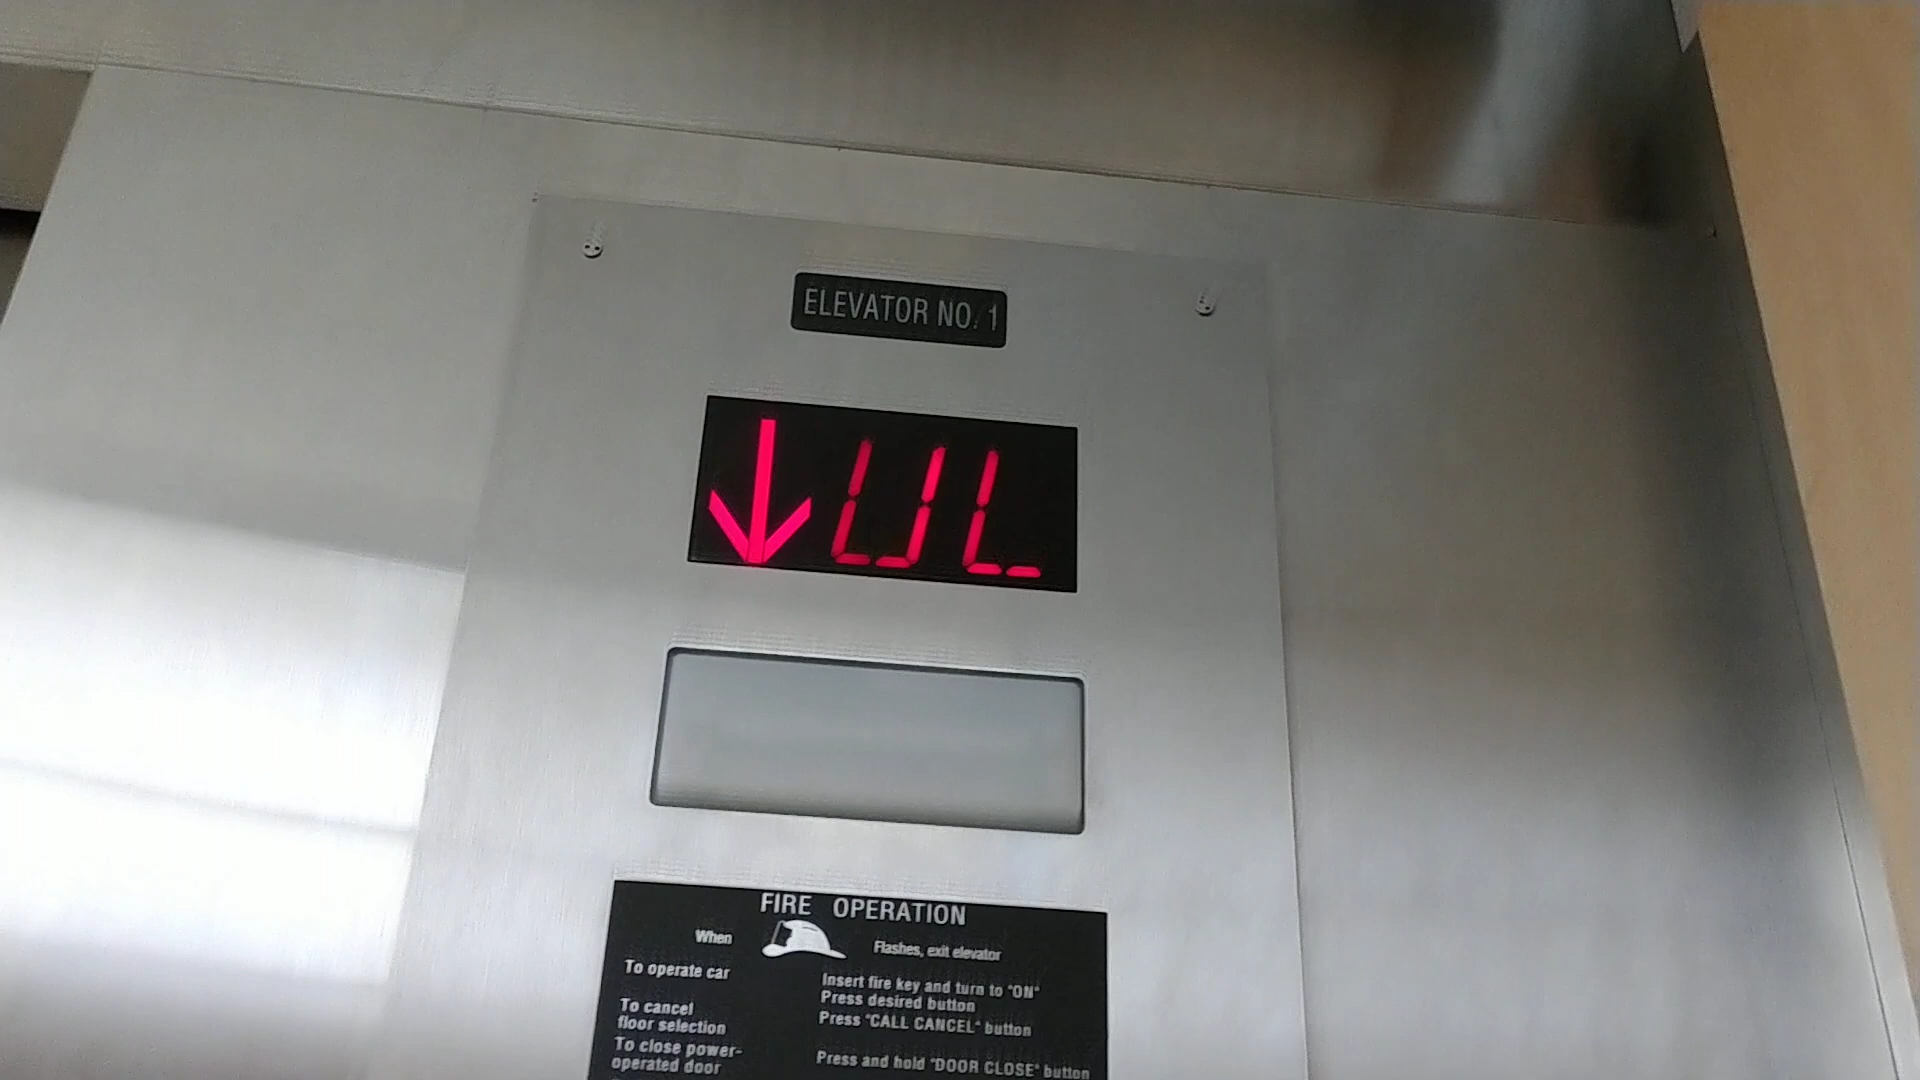 ELEVATOR NO. 1
UL
FIRE OPERATION
When Flashes, exit elevator
To operate car Insert fire key and turn to "ON"
Press desired button
To cancel
floor selection Press "CALL CANCEL" button
To close power-
operated door Press and hold "DOOR CLOSE" button